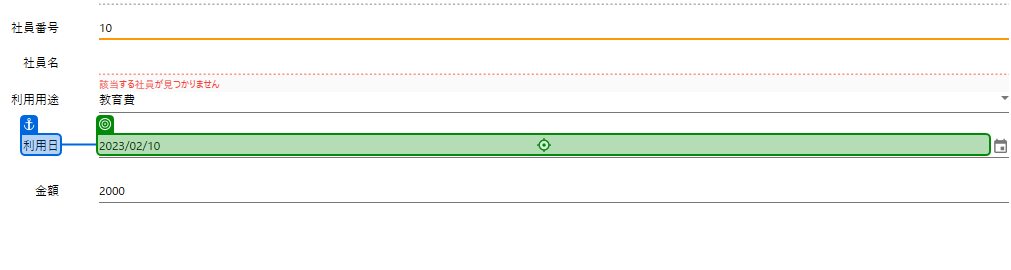 社員番号 10
社員名
該当する社員が見つかりません
利用用途 教育費
利用日 2023/02/10
金額 2000